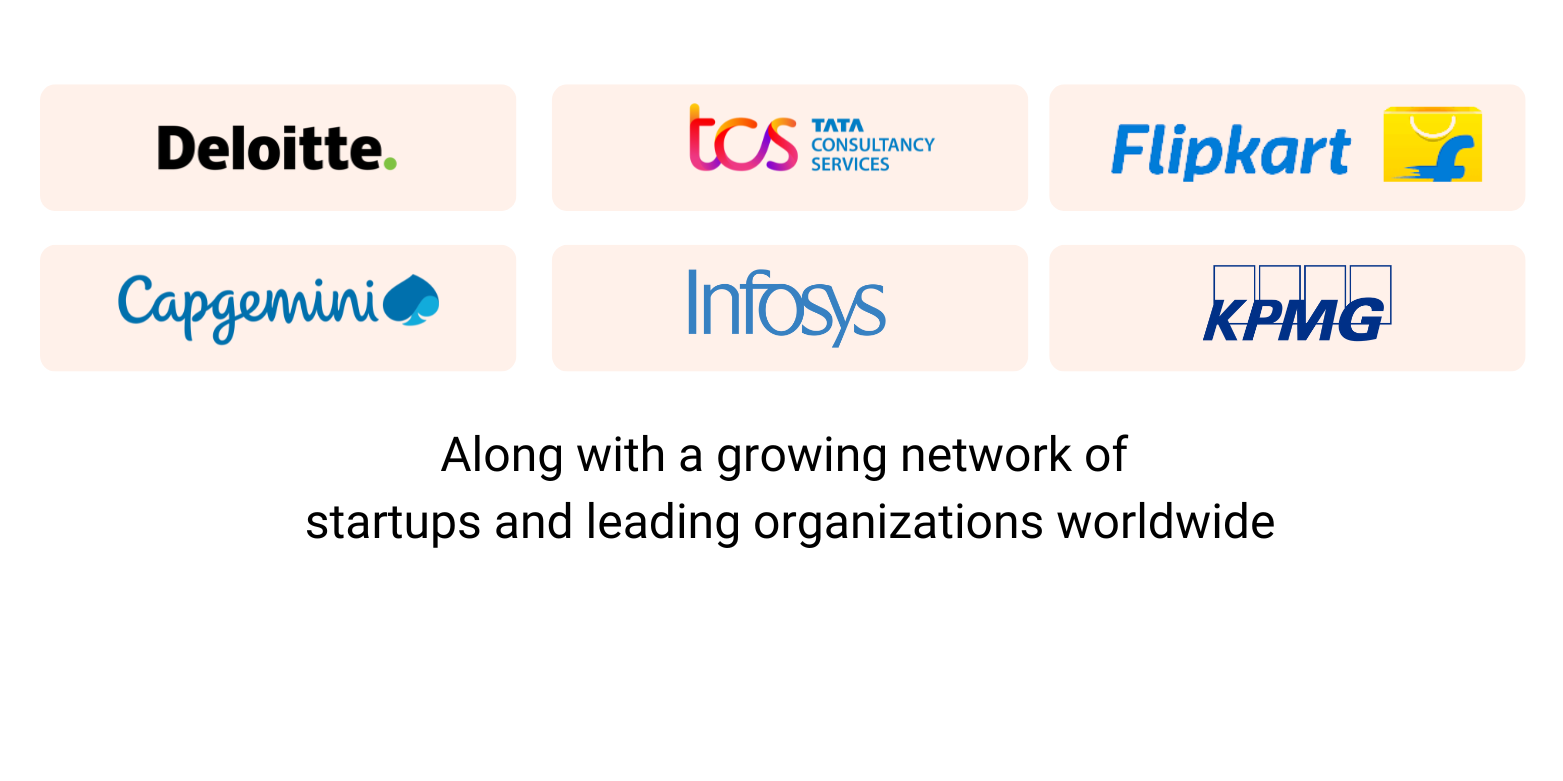 Deloitte.
tcs TATA
CONSULTANCY
SERVICES
Flipkart f
Capgemini
Infosys
KPMG
Along with a growing network of
startups and leading organizations worldwide